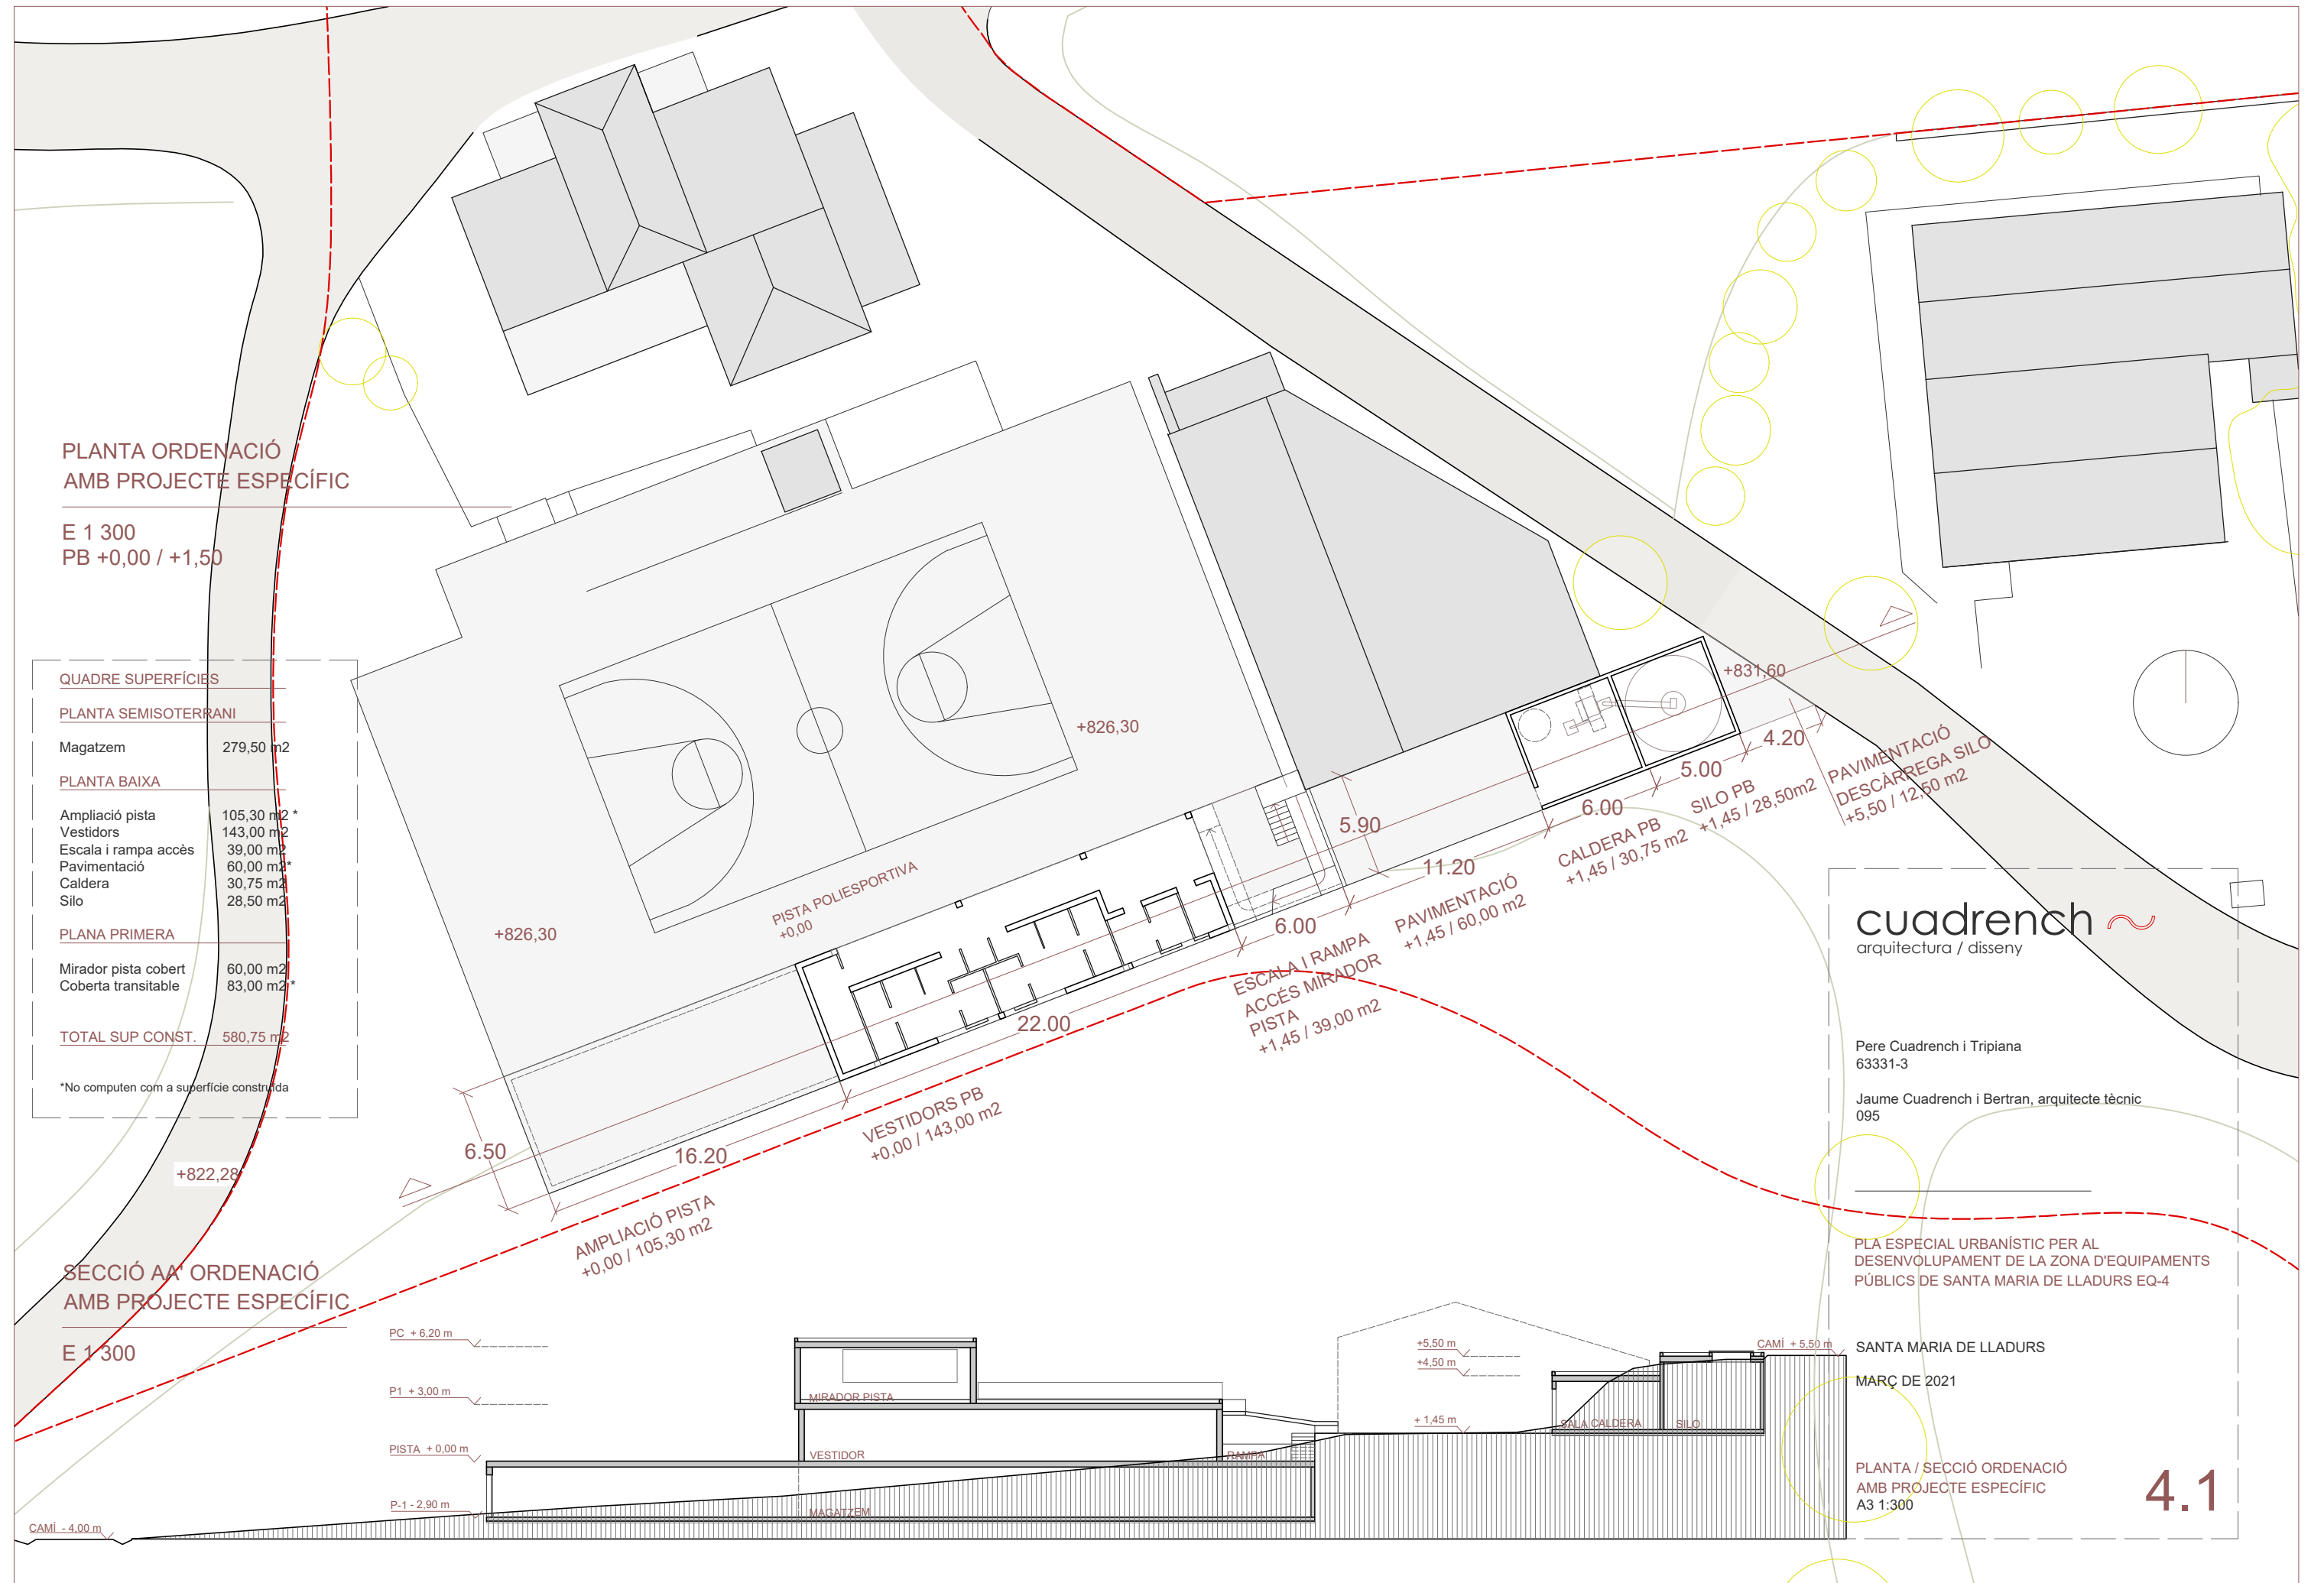 PLANTA ORDENACIÓ
AMB PROJECTE ESPECÍFIC
E 1 300
PB +0,00 / +1,50
QUADRE SUPERFÍCIES
PLANTA SEMISOTERRANI
Magatzem 279,50 m2
PLANTA BAIXA
Ampliació pista 105,30 m2 *
Vestidors 143,00 m2
Escala i rampa accès 39,00 m2
Pavimentació 60,00 m2*
Caldera 30,75 m2
Silo 28,50 m2
PLANA PRIMERA
Mirador pista cobert 60,00 m2
Coberta transitable 83,00 m2 *
TOTAL SUP CONST. 580,75 m2
*No computen com a superfície construïda
+822,28
+826,30
+826,30
+831,60
PISTA POLIESPORTIVA
+0,00
6.50
16.20
22.00
6.00
5.90
11.20
6.00
5.00
4.20
AMPLIACIÓ PISTA
+0,00 / 105,30 m2
VESTIDORS PB
+0,00 / 143,00 m2
ESCALA I RAMPA
ACCÉS MIRADOR
PISTA
+1,45 / 39,00 m2
PAVIMENTACIÓ
+1,45 / 60,00 m2
CALDERA PB
+1,45 / 30,75 m2
SILO PB
+1,45 / 28,50m2
PAVIMENTACIÓ
DESCÀRREGA SILO
+5,50 / 12,50 m2
SECCIÓ AA' ORDENACIÓ
AMB PROJECTE ESPECÍFIC
E 1 300
PC + 6,20 m
P1 + 3,00 m
PISTA + 0,00 m
P-1 - 2,90 m
CAMÍ - 4,00 m
MIRADOR PISTA
VESTIDOR
MAGATZEM
RAMPA
+5,50 m
+4,50 m
+ 1,45 m
SALA CALDERA
SILO
CAMÍ + 5,50 m
cuadrench
arquitectura / disseny
Pere Cuadrench i Tripiana
63331-3
Jaume Cuadrench i Bertran, arquitecte tècnic
095
PLA ESPECIAL URBANÍSTIC PER AL
DESENVOLUPAMENT DE LA ZONA D'EQUIPAMENTS
PÚBLICS DE SANTA MARIA DE LLADURS EQ-4
SANTA MARIA DE LLADURS
MARÇ DE 2021
PLANTA / SECCIÓ ORDENACIÓ
AMB PROJECTE ESPECÍFIC
A3 1:300
4.1